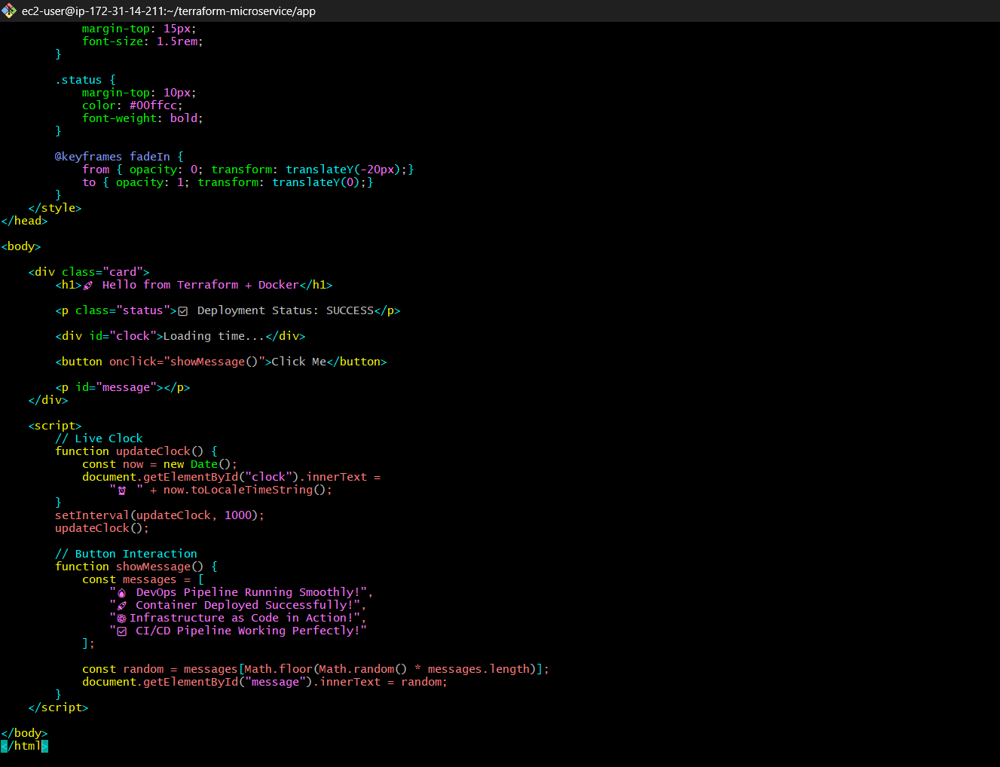 ec2-user@ip-172-31-14-211:~/terraform-microservice/app
            margin-top: 15px;
            font-size: 1.5rem;
        }

        .status {
            margin-top: 10px;
            color: #00ffcc;
            font-weight: bold;
        }

        @keyframes fadeIn {
            from { opacity: 0; transform: translateY(-20px);}
            to { opacity: 1; transform: translateY(0);}
        }
    </style>
</head>

<body>

    <div class="card">
        <h1>🚀 Hello from Terraform + Docker</h1>

        <p class="status">✅ Deployment Status: SUCCESS</p>

        <div id="clock">Loading time...</div>

        <button onclick="showMessage()">Click Me</button>

        <p id="message"></p>
    </div>

    <script>
        // Live Clock
        function updateClock() {
            const now = new Date();
            document.getElementById("clock").innerText =
                "⏰ " + now.toLocaleTimeString();
        }
        setInterval(updateClock, 1000);
        updateClock();

        // Button Interaction
        function showMessage() {
            const messages = [
                "🔥 DevOps Pipeline Running Smoothly!",
                "🚀 Container Deployed Successfully!",
                "⚙️Infrastructure as Code in Action!",
                "✅ CI/CD Pipeline Working Perfectly!"
            ];

            const random = messages[Math.floor(Math.random() * messages.length)];
            document.getElementById("message").innerText = random;
        }
    </script>

</body>
</html>